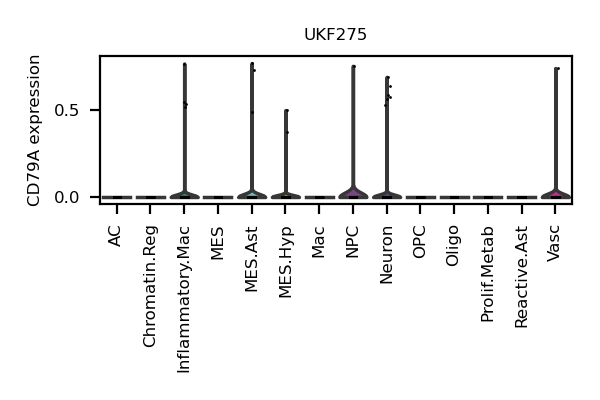 UKF275
CD79A expression
0.5
0.0
AC
Chromatin.Reg
Inflammatory.Mac
MES
MES.Ast
MES.Hyp
Mac
NPC
Neuron
OPC
Oligo
Prolif.Metab
Reactive.Ast
Vasc